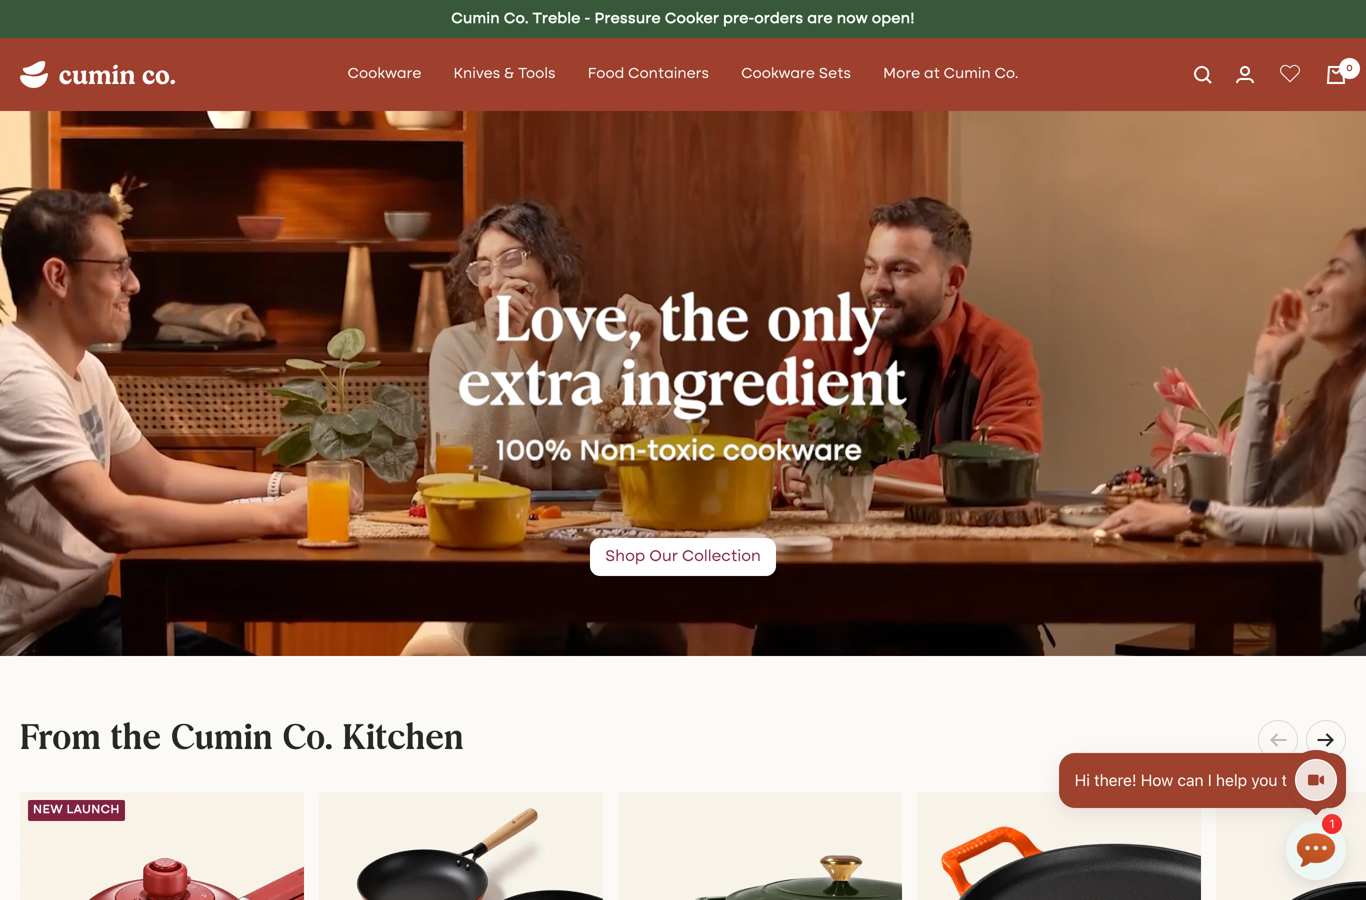 Cumin Co. Treble - Pressure Cooker pre-orders are now open!
cumin co.
Cookware
Knives & Tools
Food Containers
Cookware Sets
More at Cumin Co.
0
Love, the only
extra ingredient
100% Non-toxic cookware
Shop Our Collection
From the Cumin Co. Kitchen
Hi there! How can I help you t
1
NEW LAUNCH